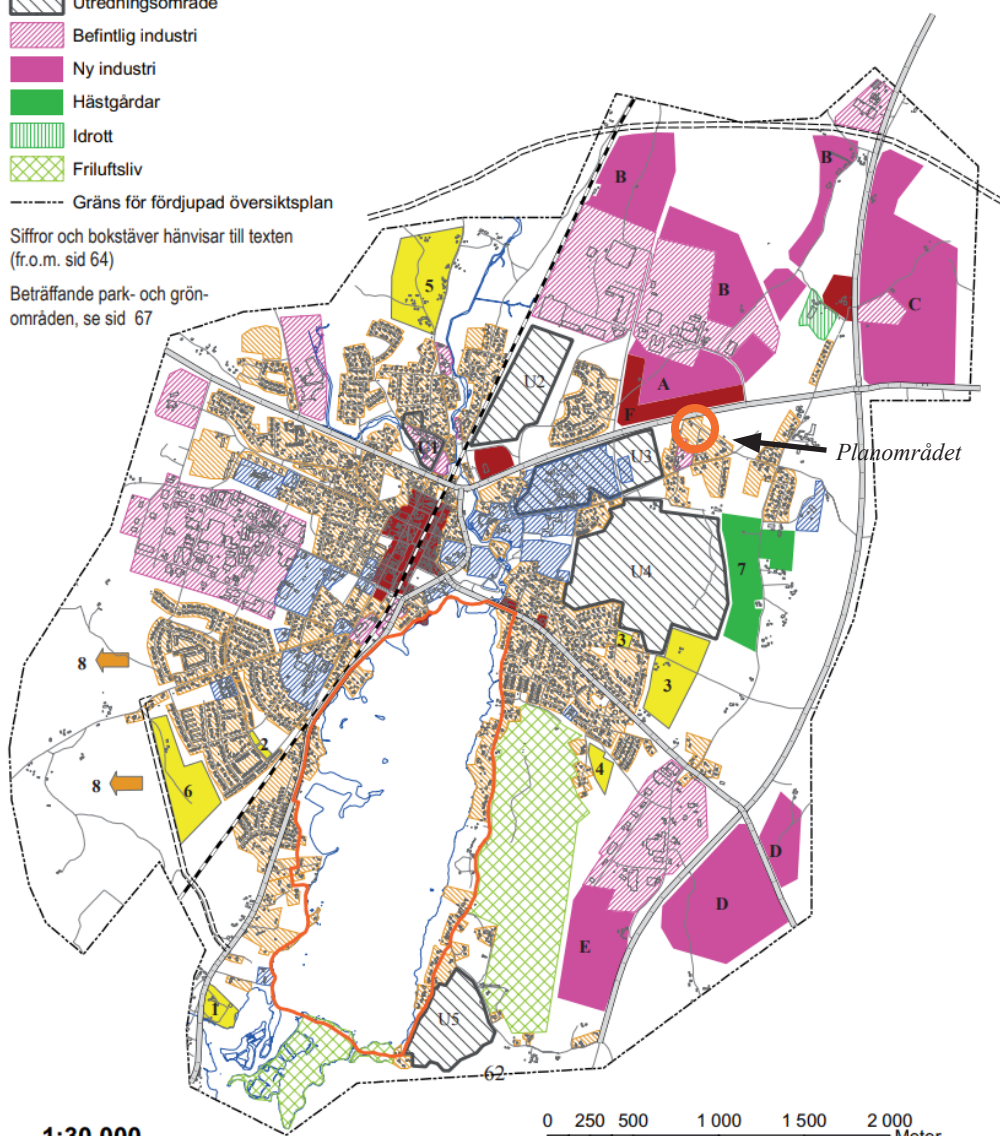 Utredningsområde
Befintlig industri
Ny industri
Hästgårdar
Idrott
Friluftsliv
Gräns för fördjupad översiktsplan
Siffror och bokstäver hänvisar till texten
(fr.o.m. sid 64)
Beträffande park- och grön-
områden, se sid 67
B
B
5
B
C
U2
A
F
U1
U3
Planområdet
U4
7
3
8
3
2
4
8
6
D
D
E
1
U5
62
1:30 000
0 250 500 1 000 1 500 2 000
Meter